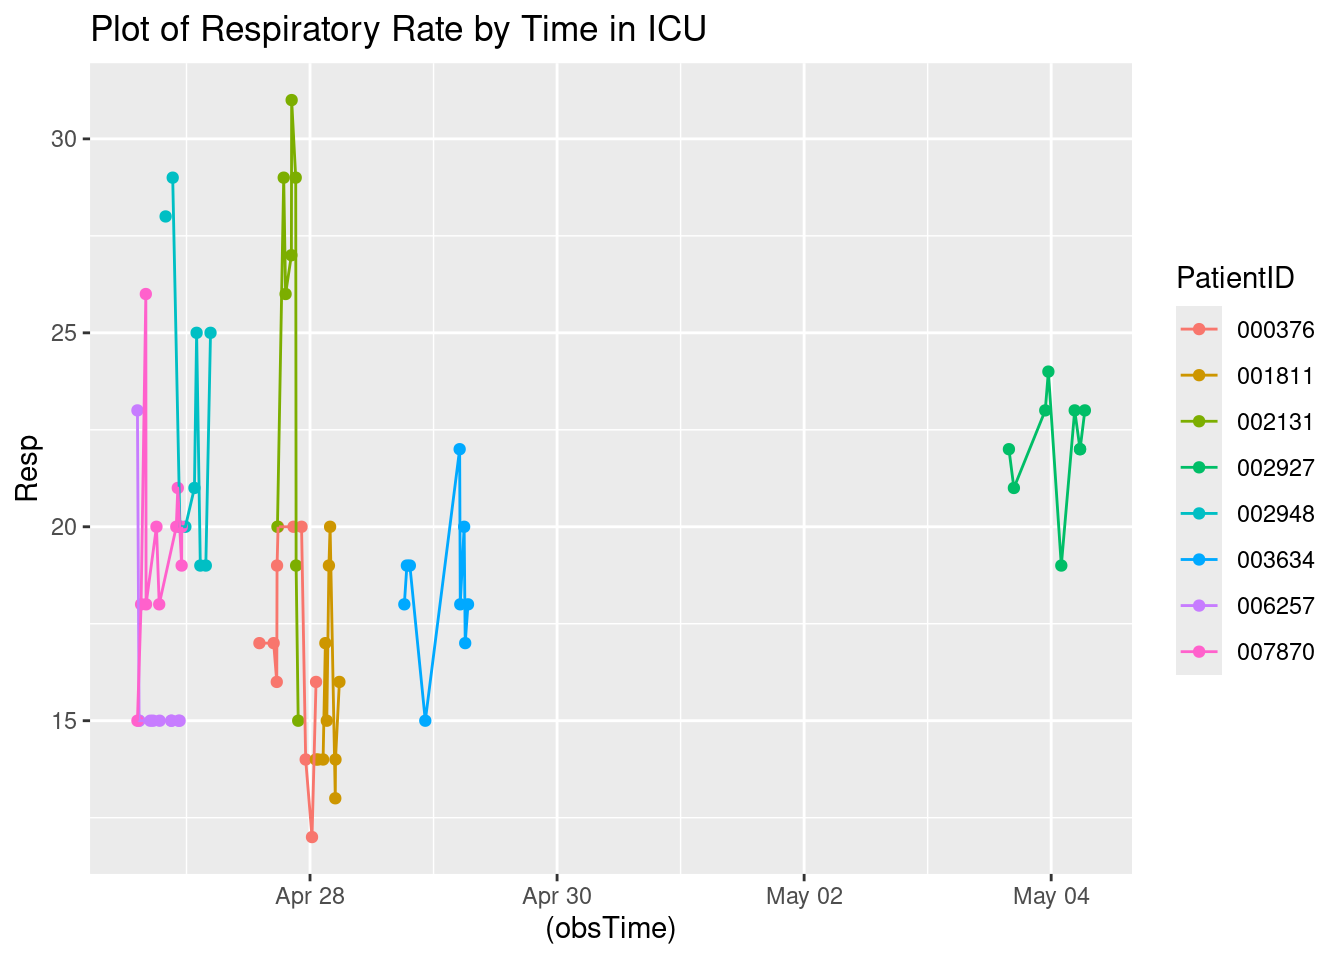 Plot of Respiratory Rate by Time in ICU
30
25
20
15
Resp
Apr 28
Apr 30
May 02
May 04
(obsTime)
PatientID
000376
001811
002131
002927
002948
003634
006257
007870